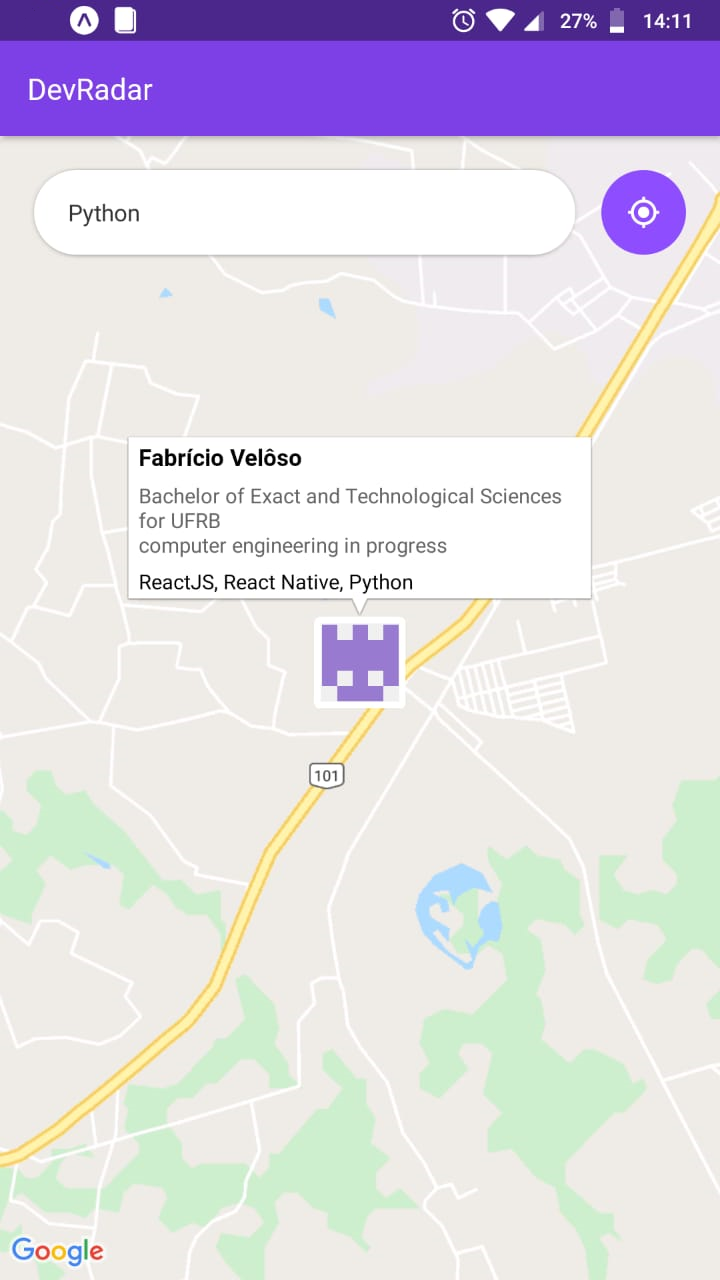 27% 14:11
DevRadar
Python
Fabrício Velôso
Bachelor of Exact and Technological Sciences
for UFRB
computer engineering in progress
ReactJS, React Native, Python
101
Google